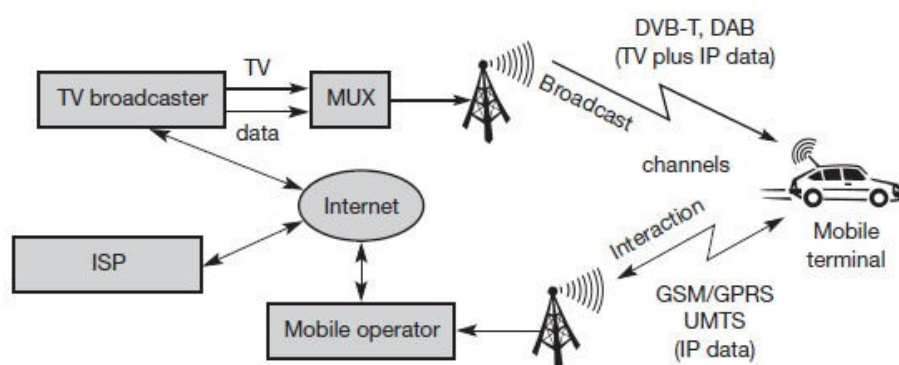 DVB-T, DAB
(TV plus IP data)
TV
TV broadcaster
MUX
data
Broadcast
channels
Internet
Interaction
ISP
Mobile
terminal
GSM/GPRS
UMTS
(IP data)
Mobile operator